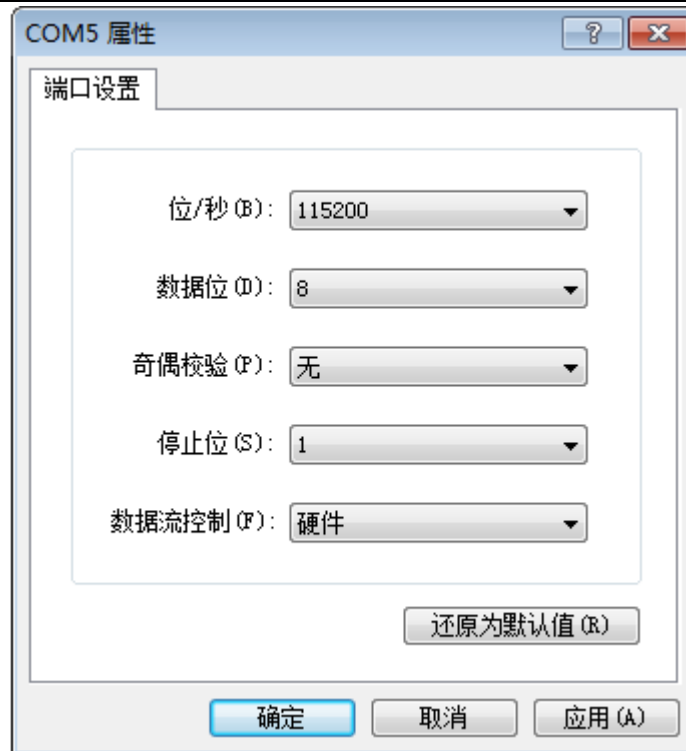 COM5 属性
端口设置
位/秒(B): 115200
数据位(D): 8
奇偶校验(P): 无
停止位(S): 1
数据流控制(F): 硬件
还原为默认值(R)
确定 取消 应用(A)